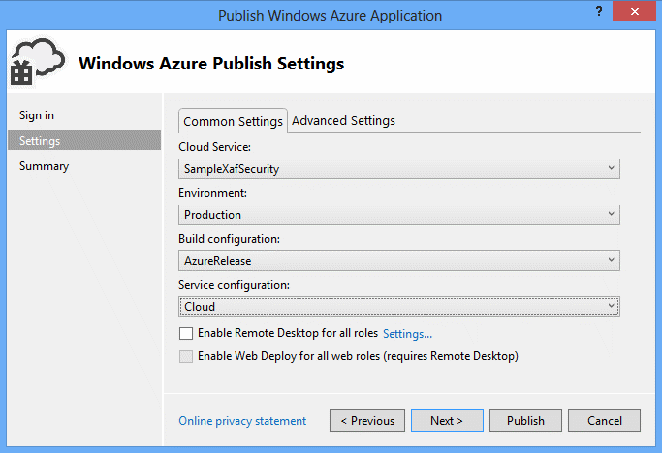 Publish Windows Azure Application
?
Windows Azure Publish Settings
Sign in
Settings
Summary
Common Settings
Advanced Settings
Cloud Service:
SampleXafSecurity
Environment:
Production
Build configuration:
AzureRelease
Service configuration:
Cloud
Enable Remote Desktop for all roles Settings...
Enable Web Deploy for all web roles (requires Remote Desktop)
Online privacy statement
< Previous
Next >
Publish
Cancel